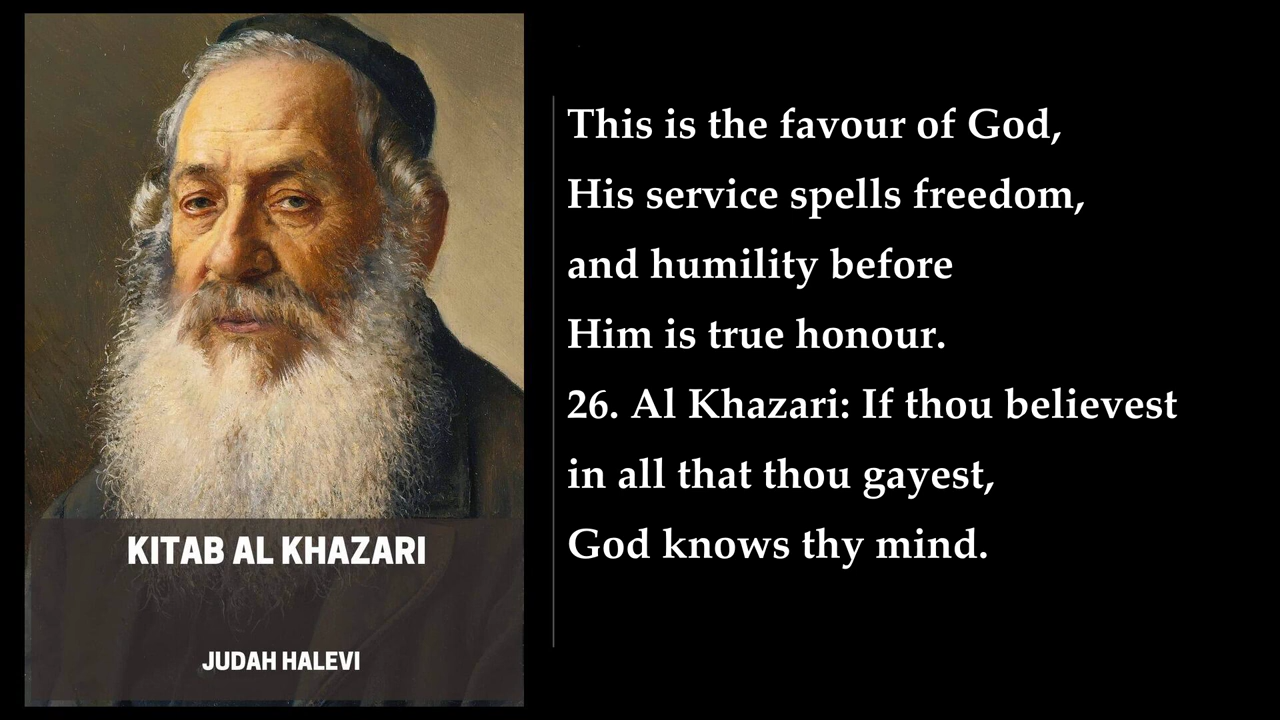 KITAB AL KHAZARI
JUDAH HALEVI
This is the favour of God,
His service spells freedom,
and humility before
Him is true honour.
26. Al Khazari: If thou believest
in all that thou gayest,
God knows thy mind.